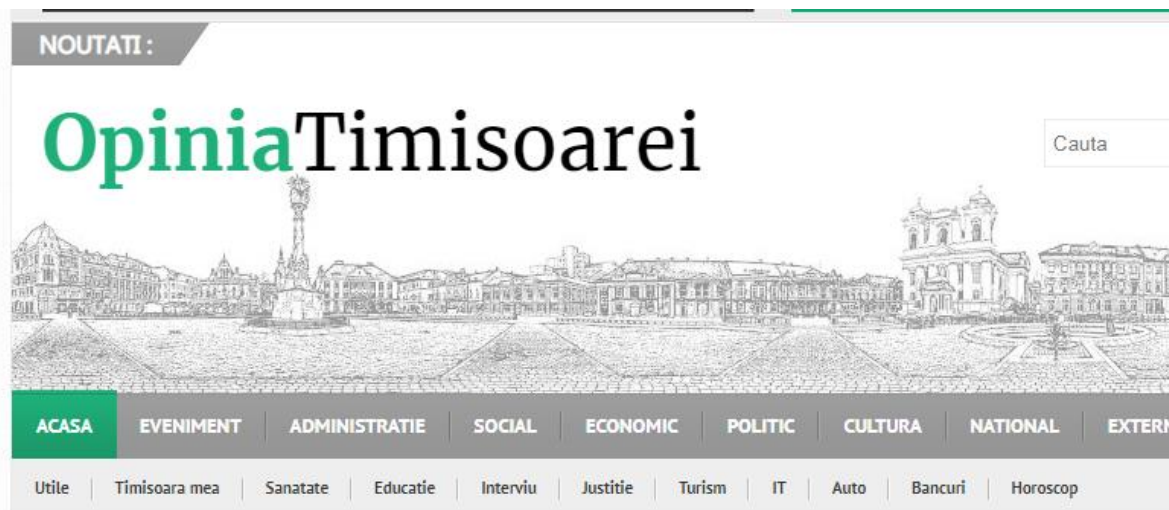 NOUTATI :
OpiniaTimisoarei
Cauta
ACASA EVENIMENT ADMINISTRATIE SOCIAL ECONOMIC POLITIC CULTURA NATIONAL EXTERN
Utile Timisoara mea Sanatate Educatie Interviu Justitie Turism IT Auto Bancuri Horoscop